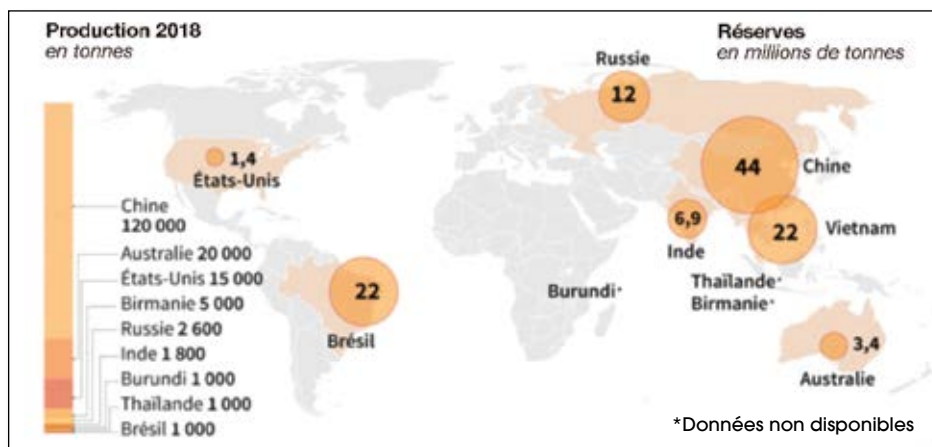 Production 2018
en tonnes
Chine
120 000
Australie 20 000
États-Unis 15 000
Birmanie 5 000
Russie 2 600
Inde 1 800
Burundi 1 000
Thaïlande 1 000
Brésil 1 000
Réserves
en millions de tonnes
Russie
12
1,4
États-Unis
44 Chine
6,9
Inde
22 Vietnam
Thaïlande*
Birmanie*
Burundi*
22
Brésil
3,4
Australie
*Données non disponibles